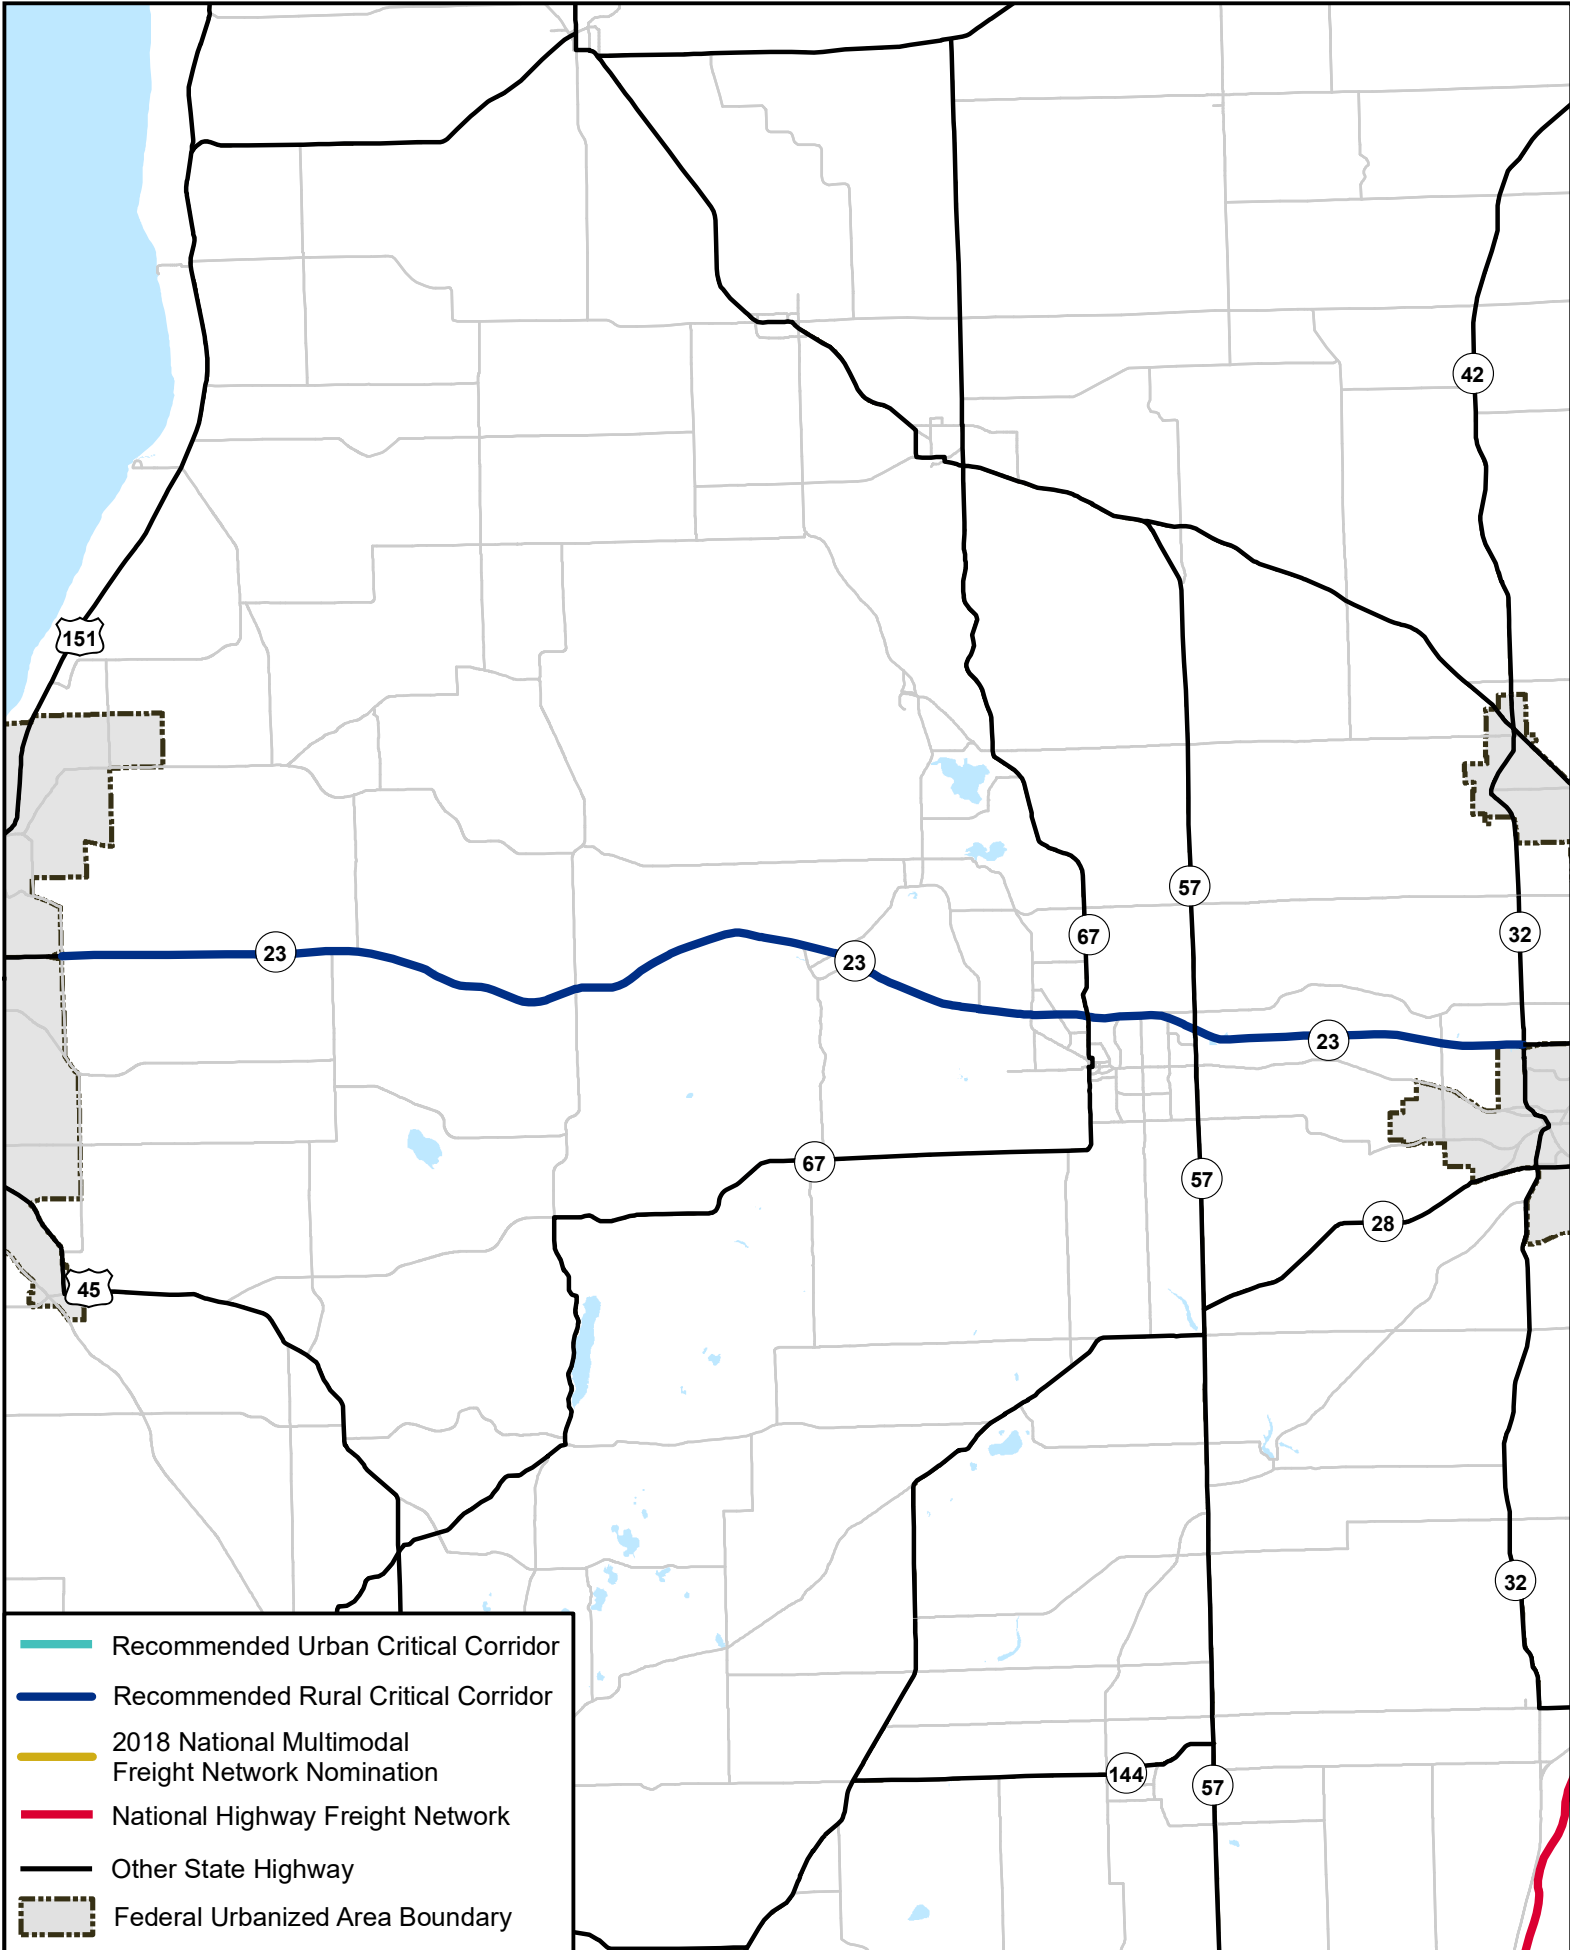 42
151
57
67
32
23
23
23
67
57
28
45
32
144
57
Recommended Urban Critical Corridor
Recommended Rural Critical Corridor
2018 National Multimodal
Freight Network Nomination
National Highway Freight Network
Other State Highway
Federal Urbanized Area Boundary